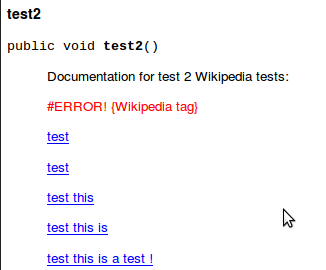 test2
public void test2()
Documentation for test 2 Wikipedia tests:
#ERROR! {Wikipedia tag}
test
test
test this
test this is
test this is a test !